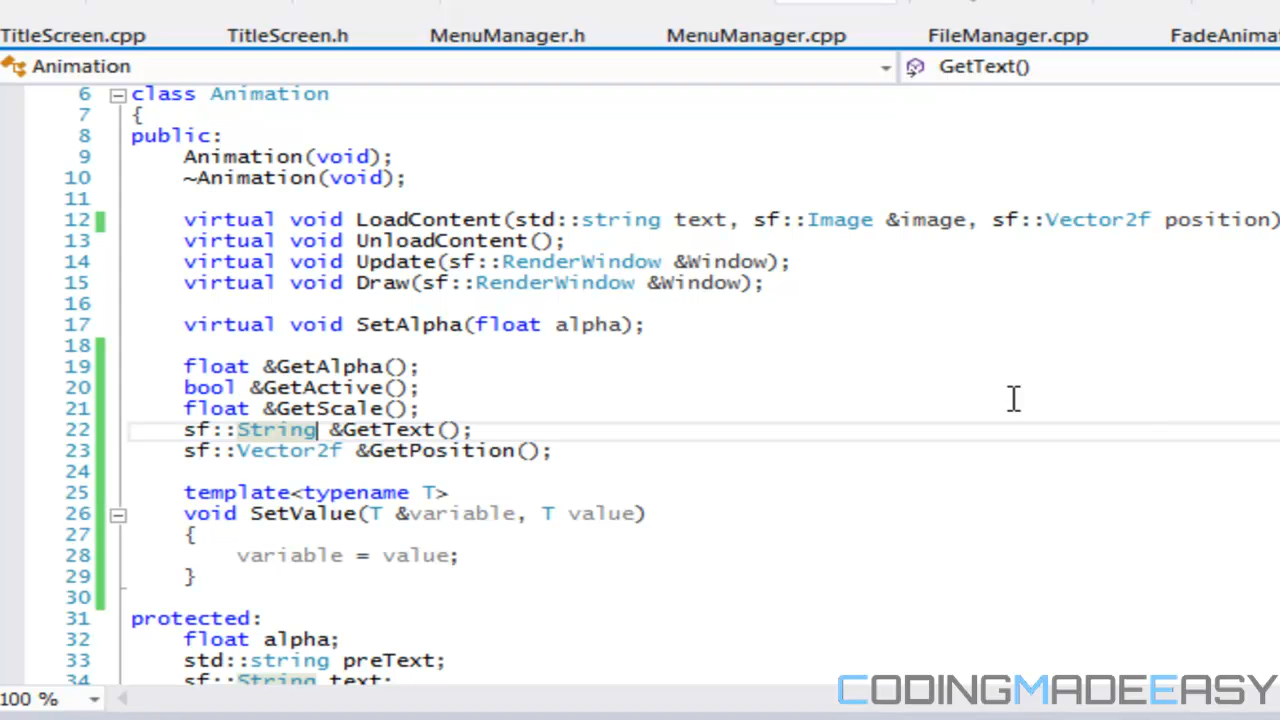 TitleScreen.cpp TitleScreen.h MenuManager.h MenuManager.cpp FileManager.cpp FadeAnimat
Animation GetText()
6 class Animation
7 {
8 public:
9 Animation(void);
10 ~Animation(void);
11
12 virtual void LoadContent(std::string text, sf::Image &image, sf::Vector2f position)
13 virtual void UnloadContent();
14 virtual void Update(sf::RenderWindow &Window);
15 virtual void Draw(sf::RenderWindow &Window);
16
17 virtual void SetAlpha(float alpha);
18
19 float &GetAlpha();
20 bool &GetActive();
21 float &GetScale();
22 sf::String &GetText();
23 sf::Vector2f &GetPosition();
24
25 template<typename T>
26 void SetValue(T &variable, T value)
27 {
28 variable = value;
29 }
30
31 protected:
32 float alpha;
33 std::string preText;
34 sf::String text;
100 %
CODINGMADEEASY